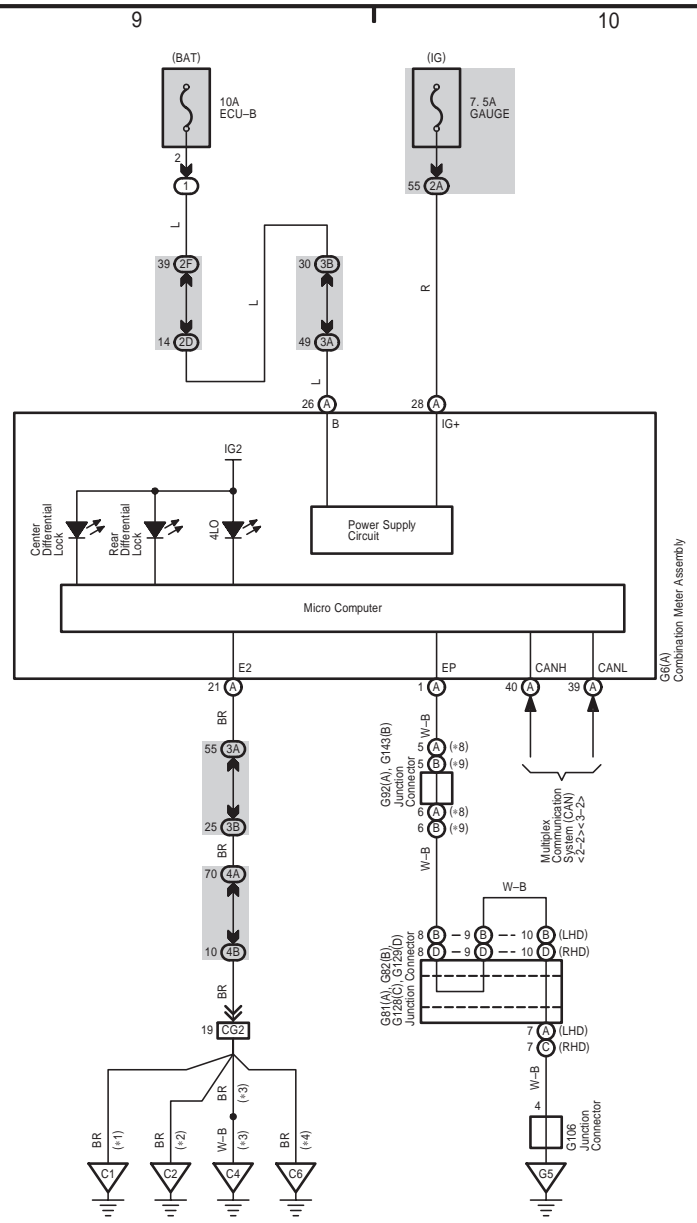 9
10
(BAT)
(IG)
10A
ECU–B
7. 5A
GAUGE
2
1
55 2A
L
39 2F
30 3B
L
R
14 2D
49 3A
L
26 A
28 A
B
IG+
IG2
Center
Differential
Lock
Rear
Differential
Lock
4LO
Power Supply
Circuit
Micro Computer
G6(A)
Combination Meter Assembly
E2
EP
CANH
CANL
21 A
1 A
40 A
39 A
BR
W–B
55 3A
5 A (∗8)
5 B (∗9)
G92(A), G143(B)
Junction
Connector
6 A (∗8)
6 B (∗9)
25 3B
BR
W–B
Multiplex
Communication
System (CAN)
<2–2><3–2>
70 4A
W–B
10 4B
8 B 9 B 10 B (LHD)
8 D 9 D 10 D (RHD)
G81(A), G82(B),
G128(C), G129(D)
Junction Connector
BR
19 CG2
7 A (LHD)
7 C (RHD)
BR
(∗3)
W–B
4
BR
(∗1)
BR
(∗2)
W–B
(∗3)
BR
(∗4)
G106
Junction
Connector
C1
C2
C4
C6
G5